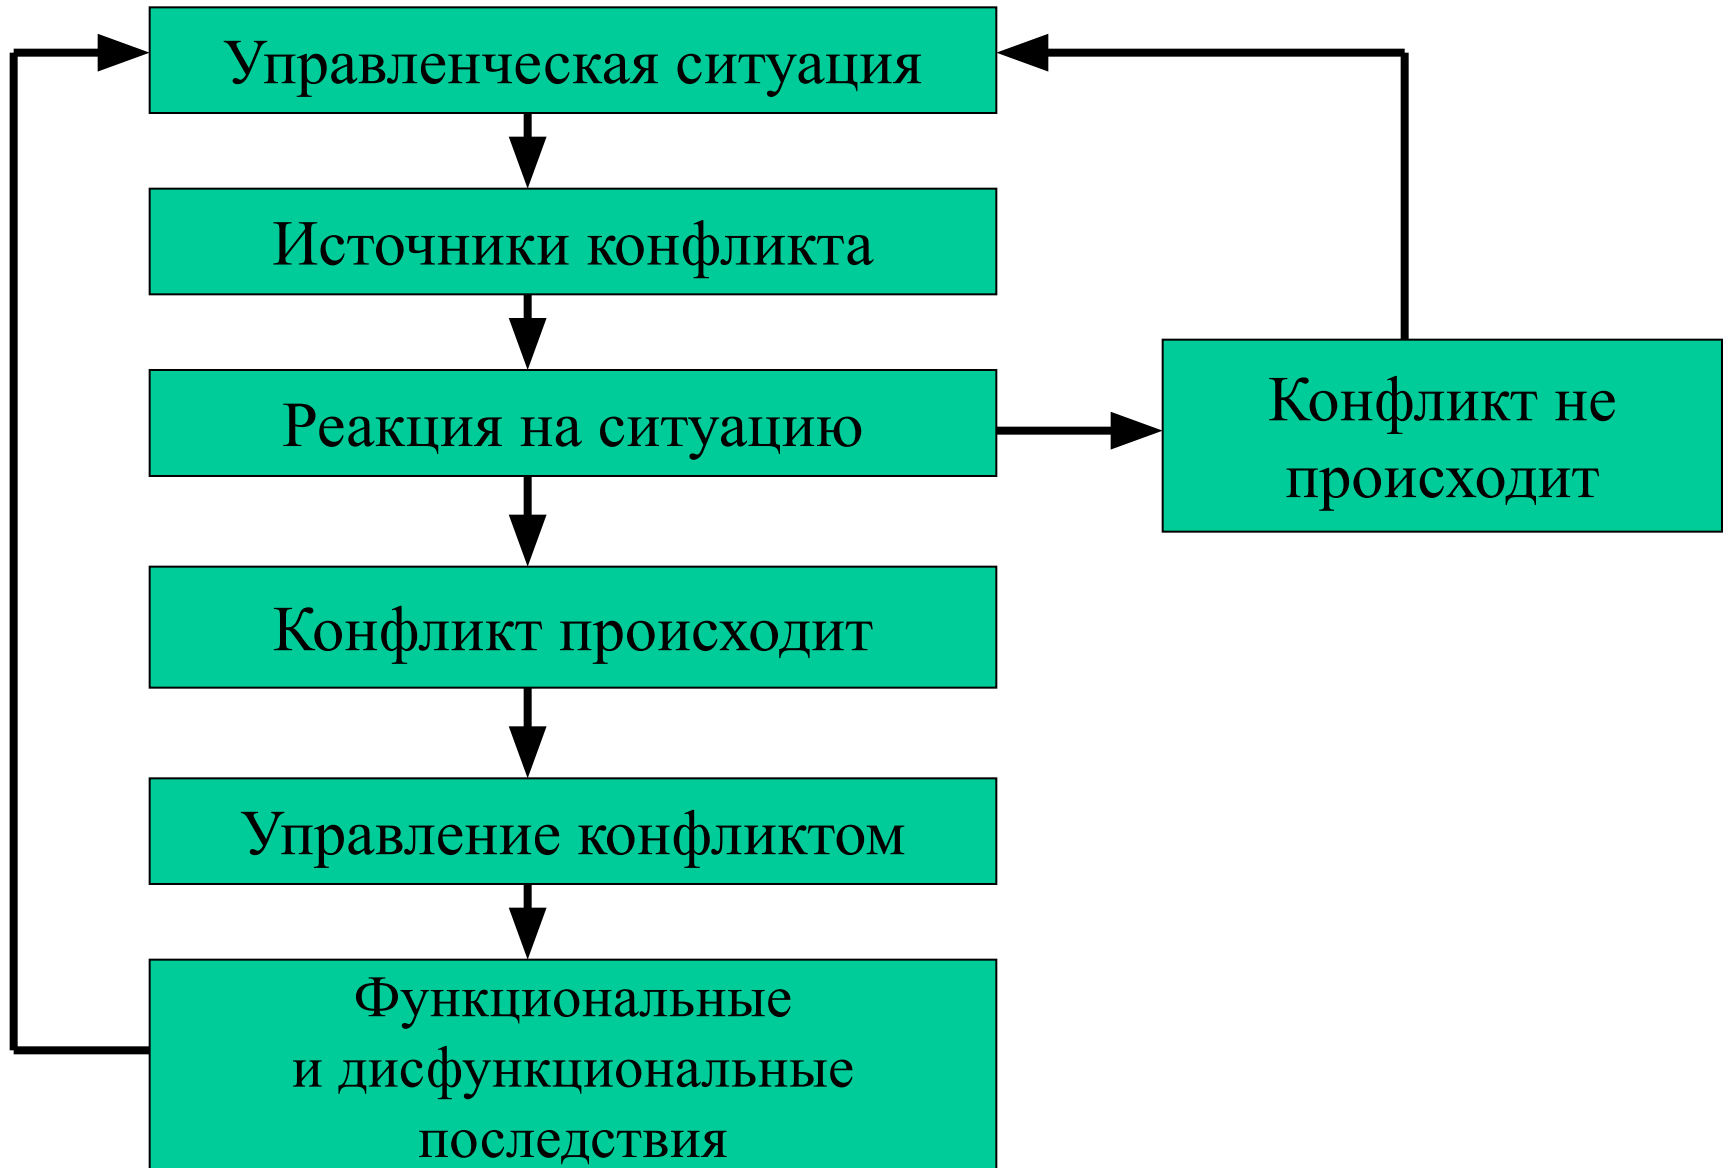 Управленческая ситуация
Источники конфликта
Реакция на ситуацию
Конфликт не
происходит
Конфликт происходит
Управление конфликтом
Функциональные
и дисфункциональные
последствия